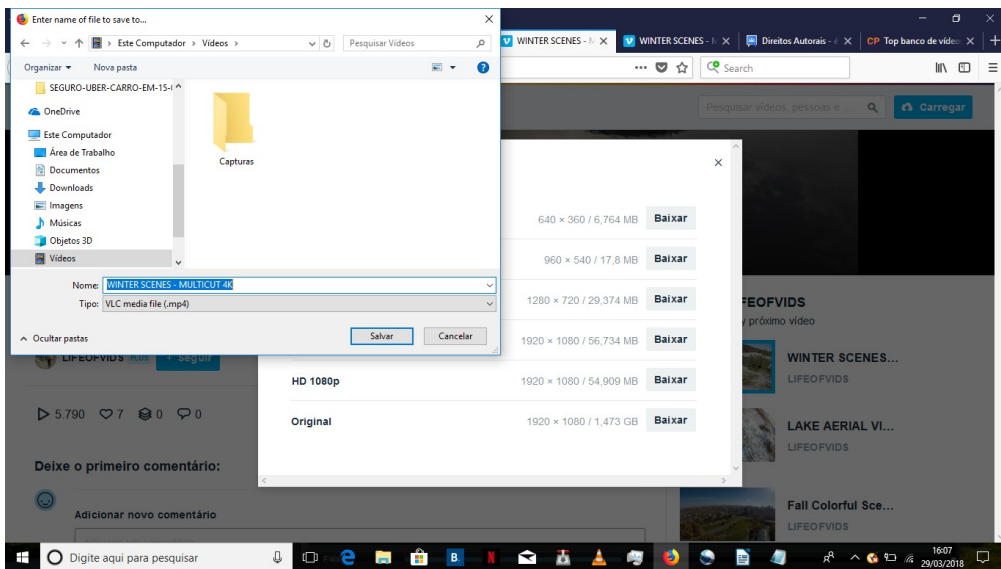 Enter name of file to save to...
Este Computador > Vídeos >
Pesquisar Vídeos
WINTER SCENES -
WINTER SCENES -
Direitos Autorais -
CP Top banco de vídeo
Organizar
Nova pasta
Search
SEGURO-UBER-CARRO-EM-15-
OneDrive
Este Computador
Área de Trabalho
Documentos
Downloads
Imagens
Músicas
Objetos 3D
Vídeos
Capturas
Pesquisar vídeos, pessoas e ...
Carregar
Nome: WINTER SCENES - MULTICUT 4K
Tipo: VLC media file (.mp4)
Ocultar pastas
Salvar
Cancelar
640 × 360 / 6,764 MB Baixar
960 × 540 / 17,8 MB Baixar
1280 × 720 / 29,374 MB Baixar
1920 × 1080 / 56,734 MB Baixar
HD 1080p 1920 × 1080 / 54,909 MB Baixar
Original 1920 × 1080 / 1,473 GB Baixar
LIFEOFVIDS PLUS + Seguir
5.790 7 0 0
Deixe o primeiro comentário:
Adicionar novo comentário
EOFVIDS
próximo vídeo
WINTER SCENES...
LIFEOFVIDS
LAKE AERIAL VI...
LIFEOFVIDS
Fall Colorful Sce...
LIFEOFVIDS
Digite aqui para pesquisar
B.
N
16:07
29/03/2018